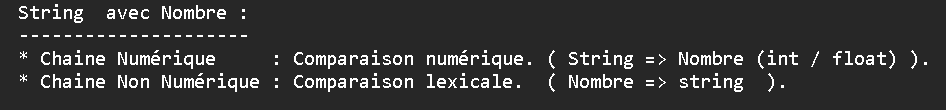 String  avec Nombre :
---------------------
* Chaine Numérique     : Comparaison numérique. ( String => Nombre (int / float) ).
* Chaine Non Numérique : Comparaison lexicale.  ( Nombre => string  ).